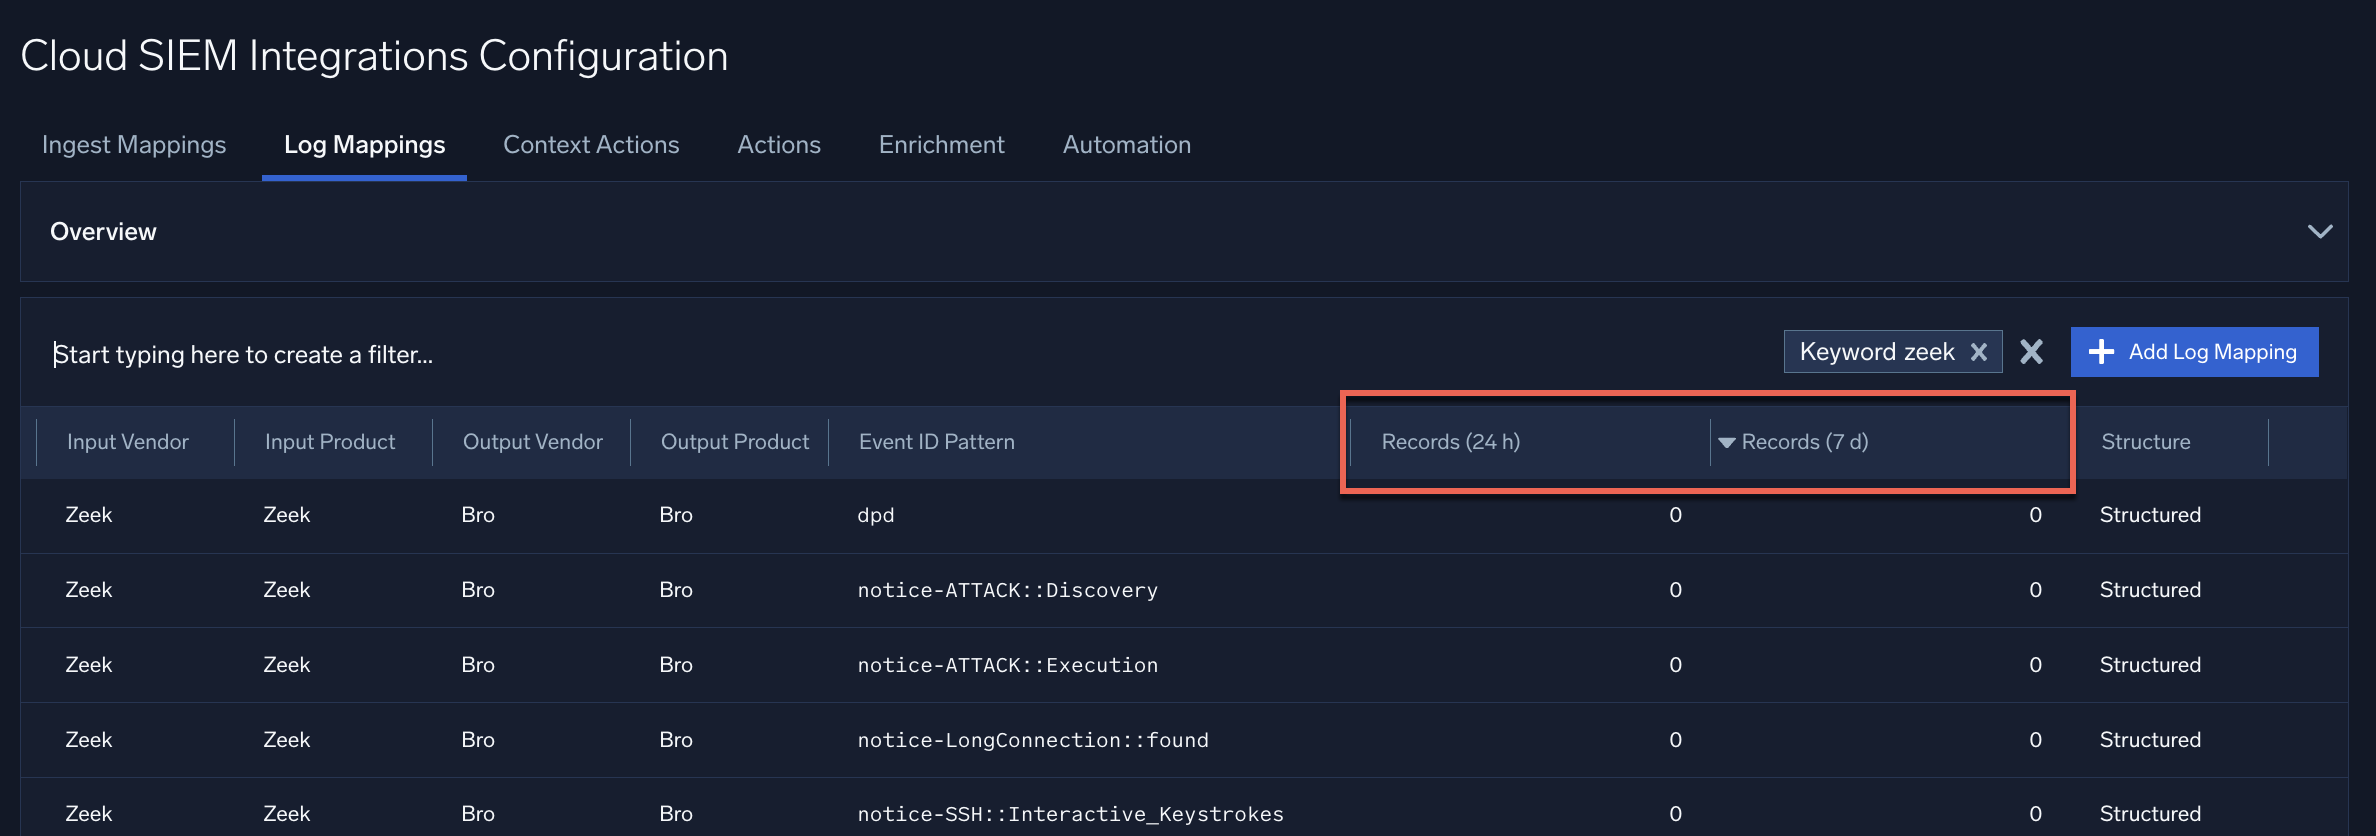 Cloud SIEM Integrations Configuration
Ingest Mappings Log Mappings Context Actions Actions Enrichment Automation
Overview
Start typing here to create a filter... Keyword zeek Add Log Mapping
Input Vendor Input Product Output Vendor Output Product Event ID Pattern Records (24 h) Records (7 d) Structure
Zeek Zeek Bro Bro dpd 0 0 Structured
Zeek Zeek Bro Bro notice-ATTACK::Discovery 0 0 Structured
Zeek Zeek Bro Bro notice-ATTACK::Execution 0 0 Structured
Zeek Zeek Bro Bro notice-LongConnection::found 0 0 Structured
Zeek Zeek Bro Bro notice-SSH::Interactive_Keystrokes 0 0 Structured